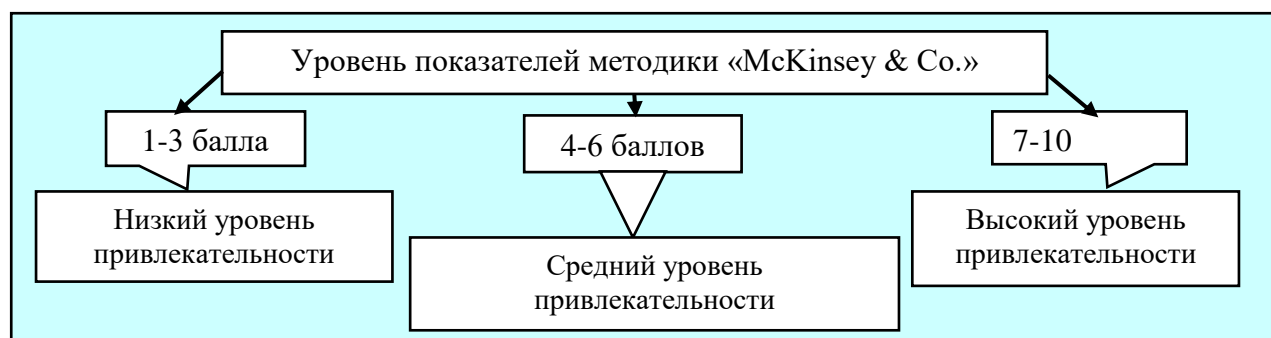 Уровень показателей методики «McKinsey & Co.»
1-3 балла
4-6 баллов
7-10
Низкий уровень
привлекательности
Средний уровень
привлекательности
Высокий уровень
привлекательности